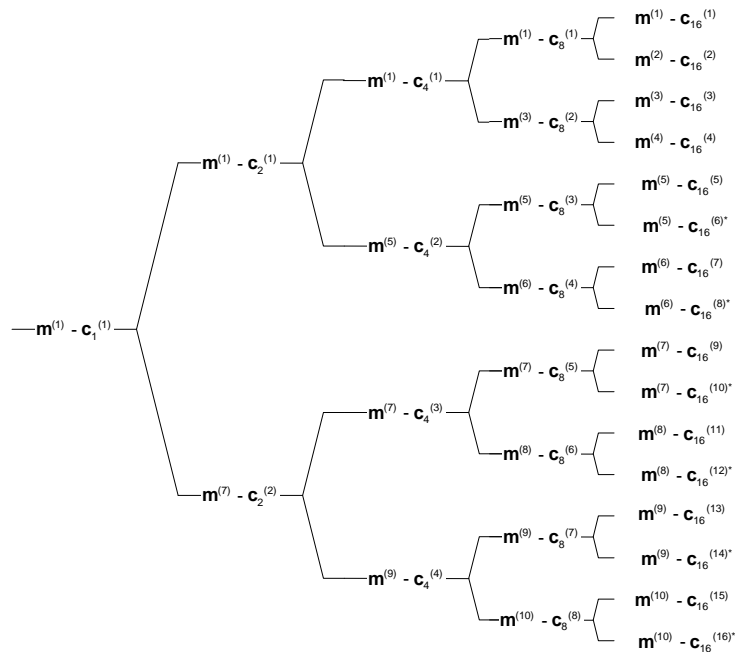 m(1) - c16(1)
m(1) - c8(1)
m(2) - c16(2)
m(1) - c4(1)
m(3) - c16(3)
m(3) - c8(2)
m(4) - c16(4)
m(1) - c2(1)
m(5) - c16(5)
m(5) - c8(3)
m(5) - c16(6)*
m(5) - c4(2)
m(6) - c16(7)
m(6) - c8(4)
m(6) - c16(8)*
m(1) - c1(1)
m(7) - c16(9)
m(7) - c8(5)
m(7) - c16(10)*
m(7) - c4(3)
m(8) - c16(11)
m(8) - c8(6)
m(8) - c16(12)*
m(7) - c2(2)
m(9) - c16(13)
m(9) - c8(7)
m(9) - c16(14)*
m(9) - c4(4)
m(10) - c16(15)
m(10) - c8(8)
m(10) - c16(16)*